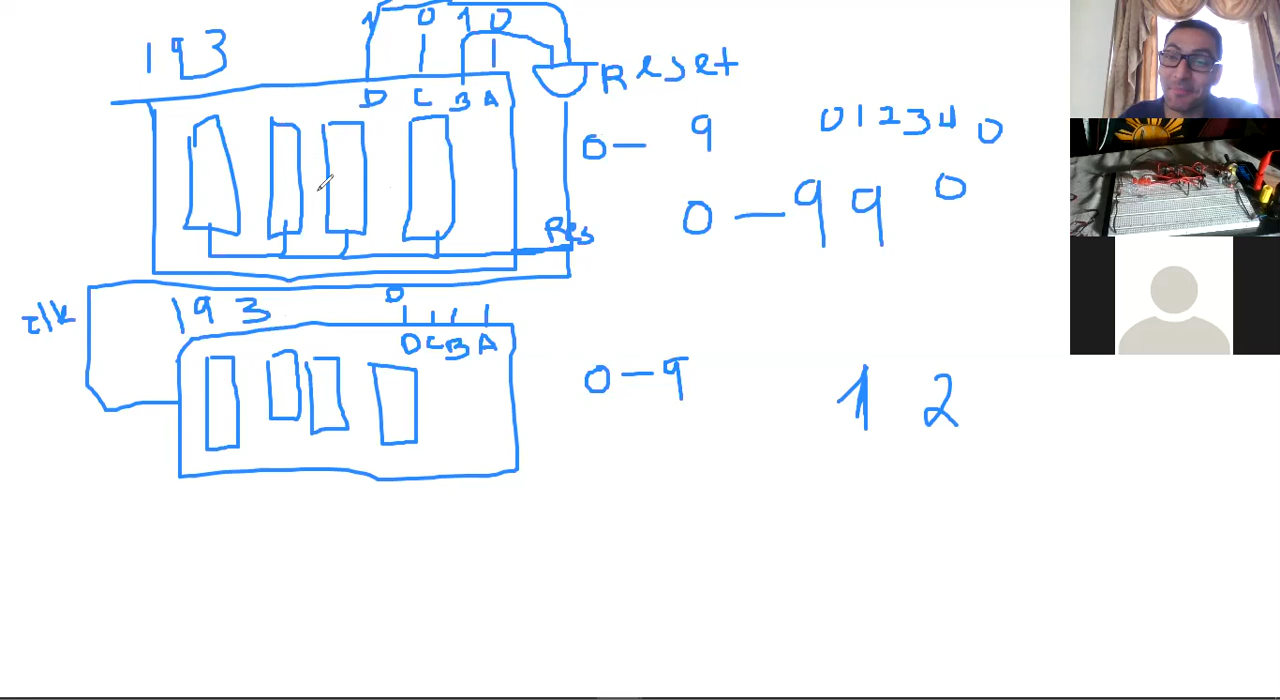 1 0 1 0
193
Reset
D C B A
0 - 9
0 1 2 3 4 0
0 - 99
0
Res
clk
193
D
D C B A
0 - 9
1 2